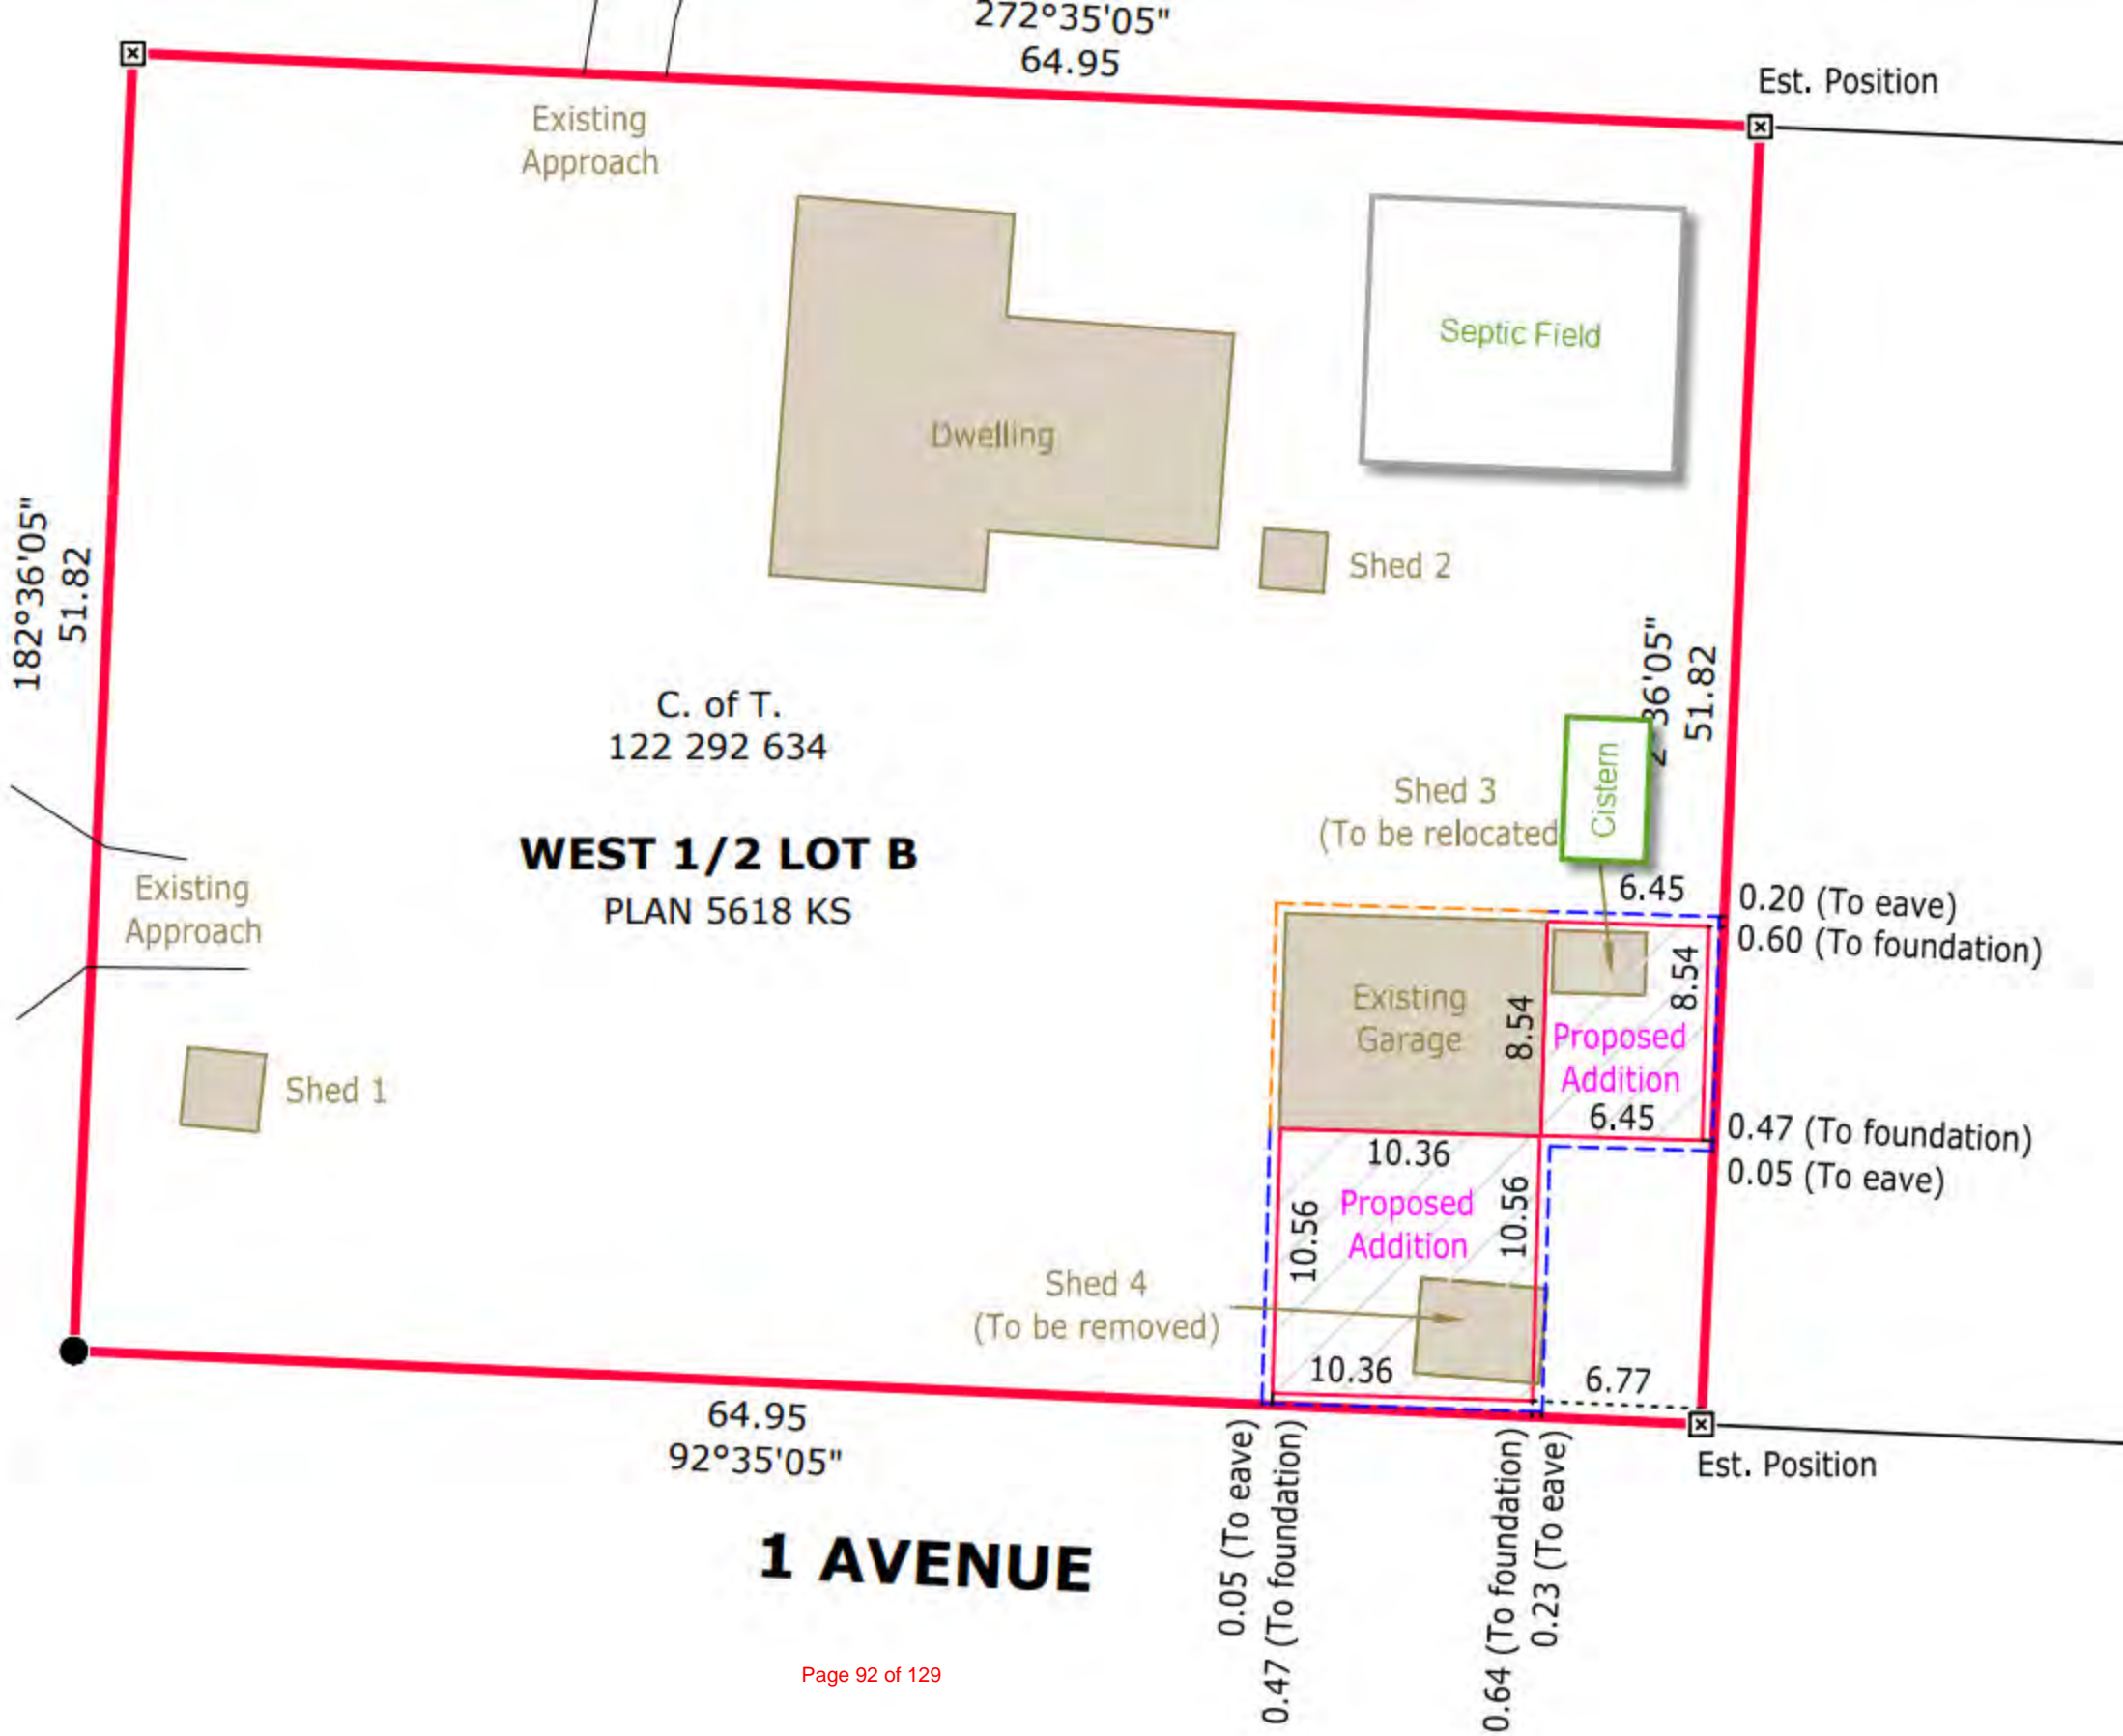 272°35'05"
64.95
Est. Position
Existing
Approach
Septic Field
Dwelling
Shed 2
182°36'05"
51.82
36'05"
51.82
C. of T.
122 292 634
Shed 3
(To be relocated
Cistern
WEST 1/2 LOT B
PLAN 5618 KS
Existing
Approach
6.45
0.20 (To eave)
0.60 (To foundation)
Existing
Garage
8.54
8.54
Proposed
Addition
6.45
Shed 1
0.47 (To foundation)
0.05 (To eave)
10.36
10.56
Proposed
Addition
10.56
Shed 4
(To be removed)
10.36
6.77
64.95
92°35'05"
Est. Position
0.05 (To eave)
0.47 (To foundation)
0.64 (To foundation)
0.23 (To eave)
1 AVENUE
Page 92 of 129